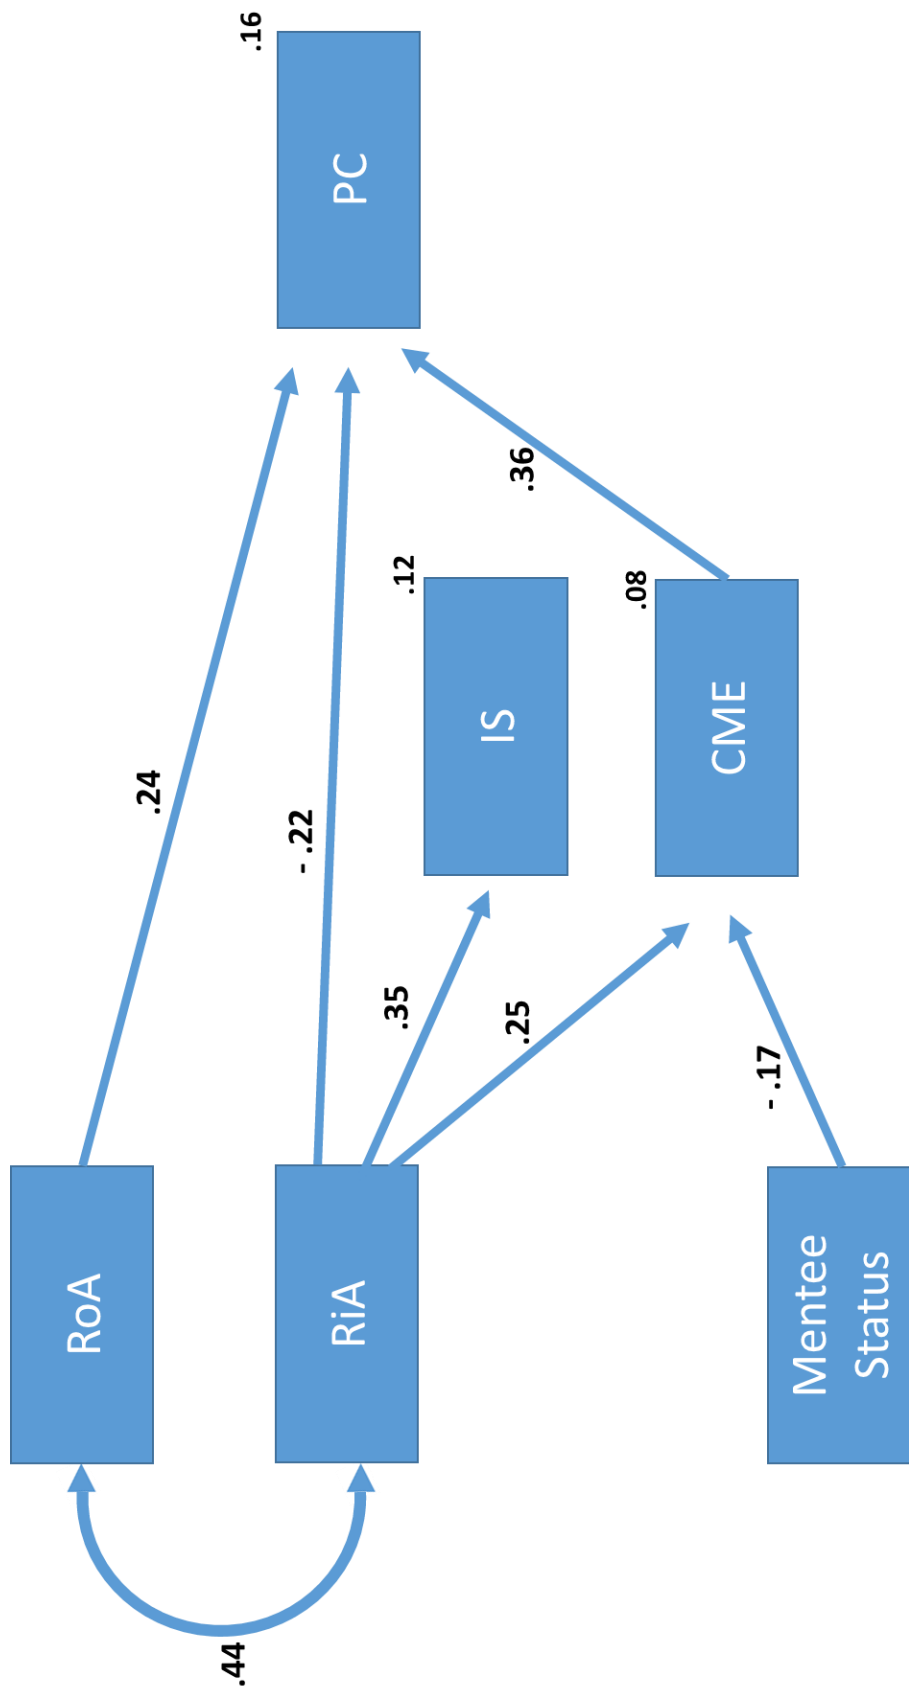 .44
RoA
RiA
Mentee
Status
.24
- .22
.35
.25
- .17
IS
.12
CME
.08
.36
PC
.16